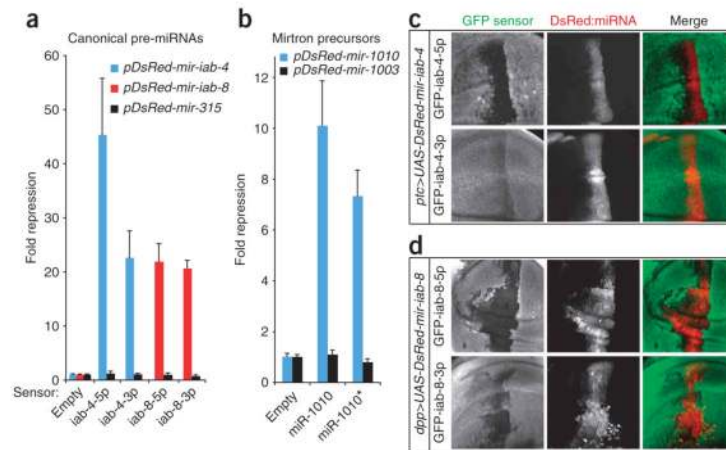 a
Canonical pre-miRNAs
pDsRed-mir-iab-4
pDsRed-mir-iab-8
pDsRed-mir-315
Fold repression
60
50
40
30
20
10
0
Sensor:
Empty
iab-4-5p
iab-4-3p
iab-8-5p
iab-8-3p
b
Mirtron precursors
pDsRed-mir-1010
pDsRed-mir-1003
Fold repression
12
10
8
6
4
2
0
Empty
miR-1010
miR-1010*
c
GFP sensor
DsRed:miRNA
Merge
ptc>UAS-DsRed-mir-iab-4
GFP-iab-4-5p
GFP-iab-4-3p
d
dpp>UAS-DsRed-mir-iab-8
GFP-iab-8-5p
GFP-iab-8-3p